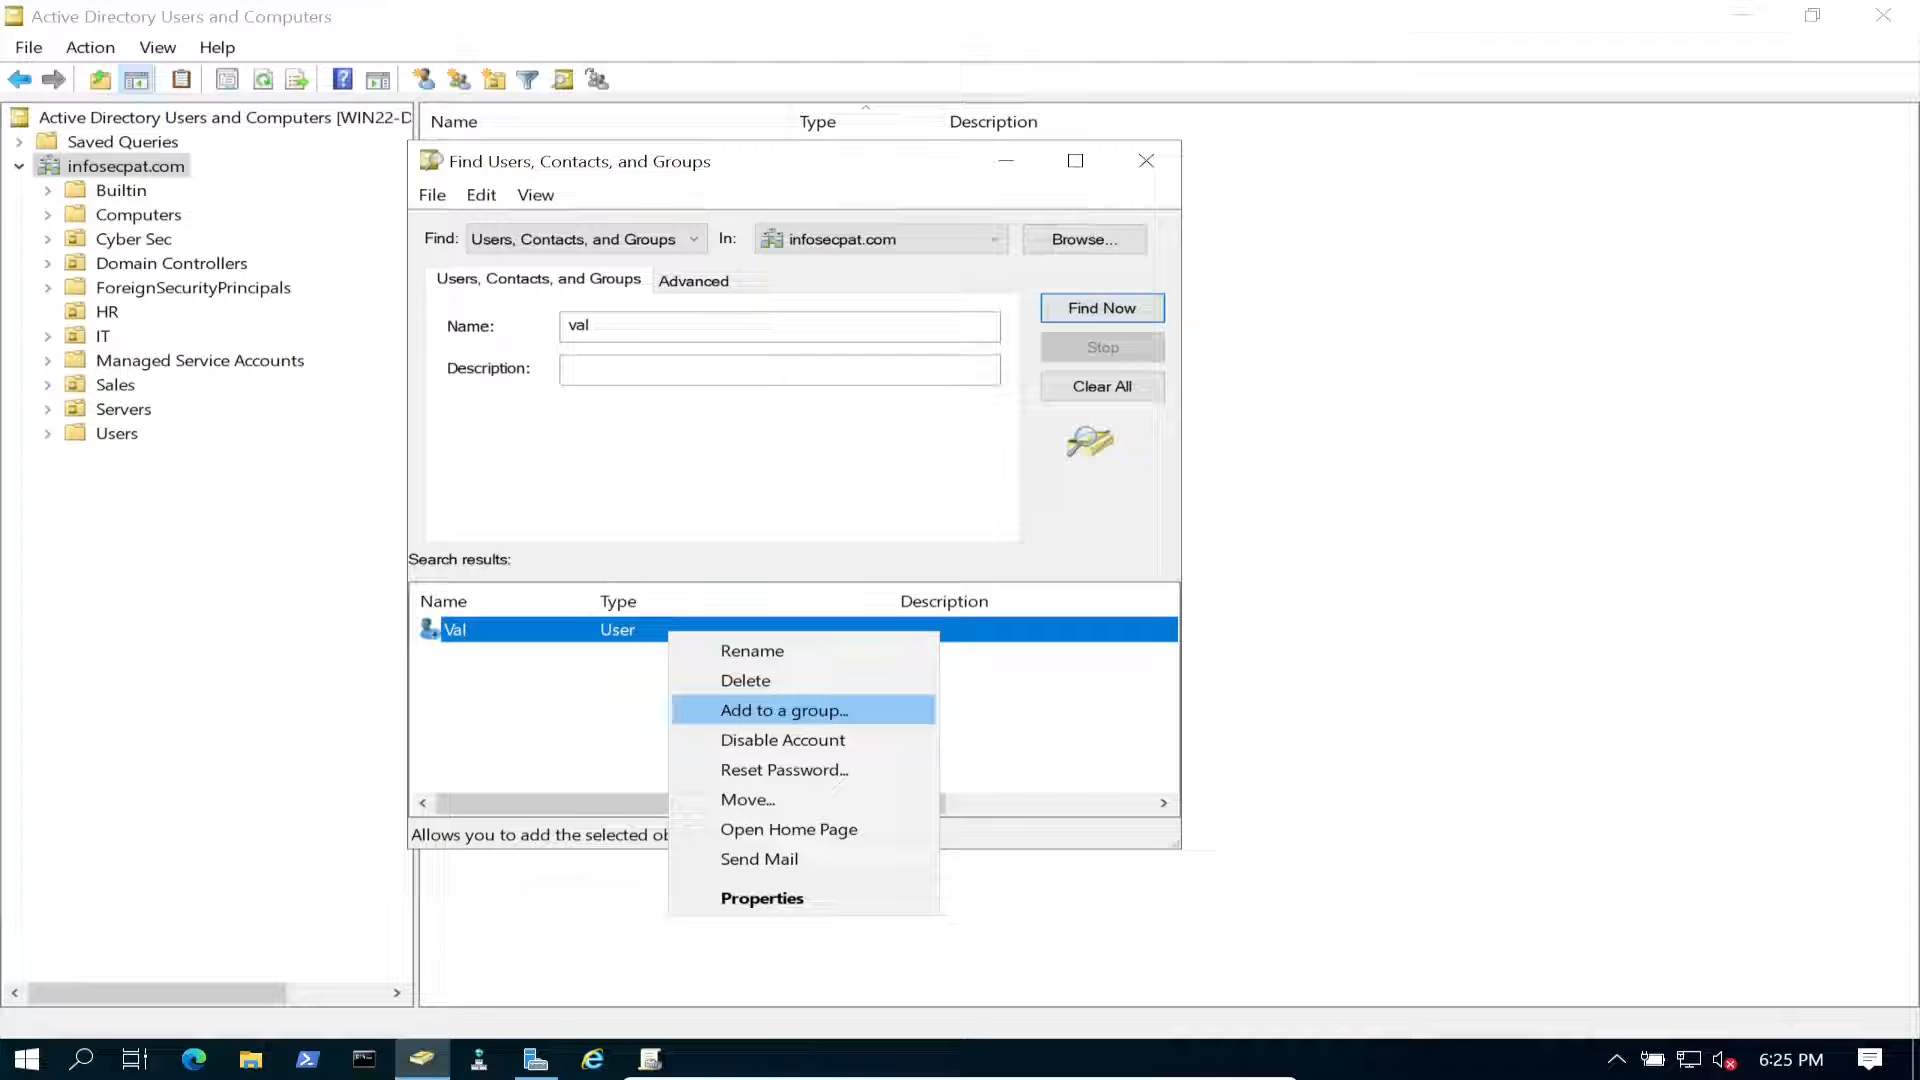 Active Directory Users and Computers
File Action View Help
Active Directory Users and Computers [WIN22-D
Saved Queries
infosecpat.com
Builtin
Computers
Cyber Sec
Domain Controllers
ForeignSecurityPrincipals
HR
IT
Managed Service Accounts
Sales
Servers
Users
Name Type Description
Find Users, Contacts, and Groups
File Edit View
Find: Users, Contacts, and Groups In: infosecpat.com Browse...
Users, Contacts, and Groups Advanced
Name: val
Description:
Find Now
Stop
Clear All
Search results:
Name Type Description
Val User
Rename
Delete
Add to a group...
Disable Account
Reset Password...
Move...
Open Home Page
Send Mail
Properties
Allows you to add the selected ob
6:25 PM